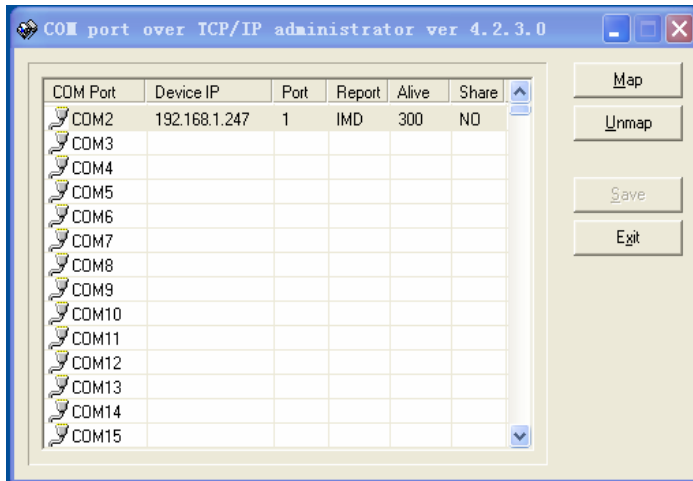 COM port over TCP/IP administrator ver 4.2.3.0
COM Port Device IP Port Report Alive Share
COM2 192.168.1.247 1 IMD 300 NO
COM3
COM4
COM5
COM6
COM7
COM8
COM9
COM10
COM11
COM12
COM13
COM14
COM15
Map
Unmap
Save
Exit